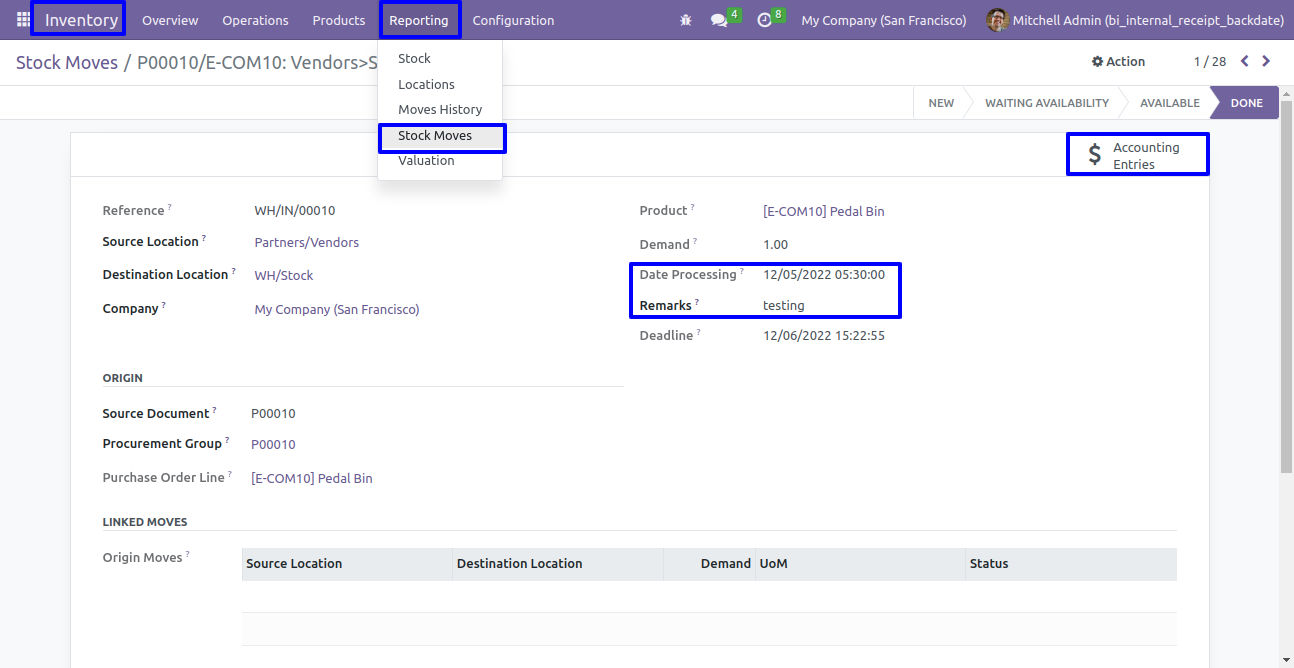 Inventory Overview Operations Products Reporting Configuration 4 8 My Company (San Francisco) Mitchell Admin (bi_internal_receipt_backdate)
Stock Moves / P00010/E-COM10: Vendors>S Action 1 / 28
Stock
Locations
Moves History
Stock Moves
Valuation
NEW WAITING AVAILABILITY AVAILABLE DONE
$ Accounting
Entries
Reference ? WH/IN/00010
Source Location ? Partners/Vendors
Destination Location ? WH/Stock
Company ? My Company (San Francisco)
Product ? [E-COM10] Pedal Bin
Demand ? 1.00
Date Processing ? 12/05/2022 05:30:00
Remarks ? testing
Deadline ? 12/06/2022 15:22:55
ORIGIN
Source Document ? P00010
Procurement Group ? P00010
Purchase Order Line ? [E-COM10] Pedal Bin
LINKED MOVES
Origin Moves ? Source Location Destination Location Demand UoM Status